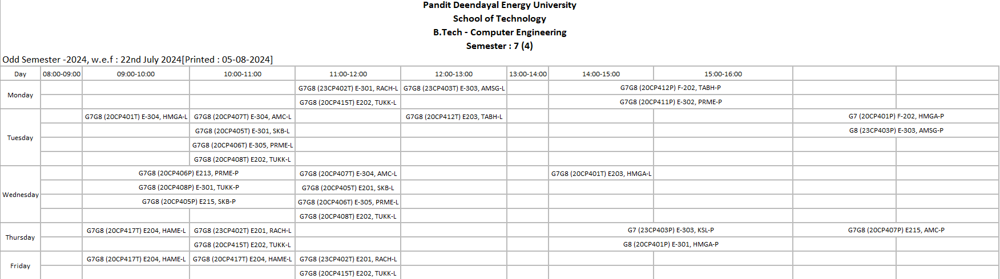 Pandit Deendayal Energy University
School of Technology
B.Tech - Computer Engineering
Semester : 7 (4)
Odd Semester -2024, w.e.f : 22nd July 2024[Printed : 05-08-2024]
Day 08:00-09:00 09:00-10:00 10:00-11:00 11:00-12:00 12:00-13:00 13:00-14:00 14:00-15:00 15:00-16:00
Monday
G7G8 (23CP402T) E-301, RACH-L G7G8 (23CP403T) E-303, AMSG-L G7G8 (20CP412P) F-202, TABH-P
G7G8 (20CP415T) E202, TUKK-L G7G8 (20CP411P) E-302, PRME-P
Tuesday
G7G8 (20CP401T) E-304, HMGA-L G7G8 (20CP407T) E-304, AMC-L G7G8 (20CP412T) E203, TABH-L G7 (20CP401P) F-202, HMGA-P
G7G8 (20CP405T) E-301, SKB-L G8 (23CP403P) E-303, AMSG-P
G7G8 (20CP406T) E-305, PRME-L
G7G8 (20CP408T) E202, TUKK-L
Wednesday
G7G8 (20CP406P) E213, PRME-P G7G8 (20CP407T) E-304, AMC-L G7G8 (20CP401T) E203, HMGA-L
G7G8 (20CP408P) E-301, TUKK-P G7G8 (20CP405T) E201, SKB-L
G7G8 (20CP405P) E215, SKB-P G7G8 (20CP406T) E-305, PRME-L
G7G8 (20CP408T) E202, TUKK-L
Thursday
G7G8 (20CP417T) E204, HAME-L G7G8 (23CP402T) E201, RACH-L G7 (23CP403P) E-303, KSL-P G7G8 (20CP407P) E215, AMC-P
G7G8 (20CP415T) E202, TUKK-L G8 (20CP401P) E-301, HMGA-P
Friday
G7G8 (20CP417T) E204, HAME-L G7G8 (20CP417T) E204, HAME-L G7G8 (23CP402T) E201, RACH-L
G7G8 (20CP415T) E202, TUKK-L